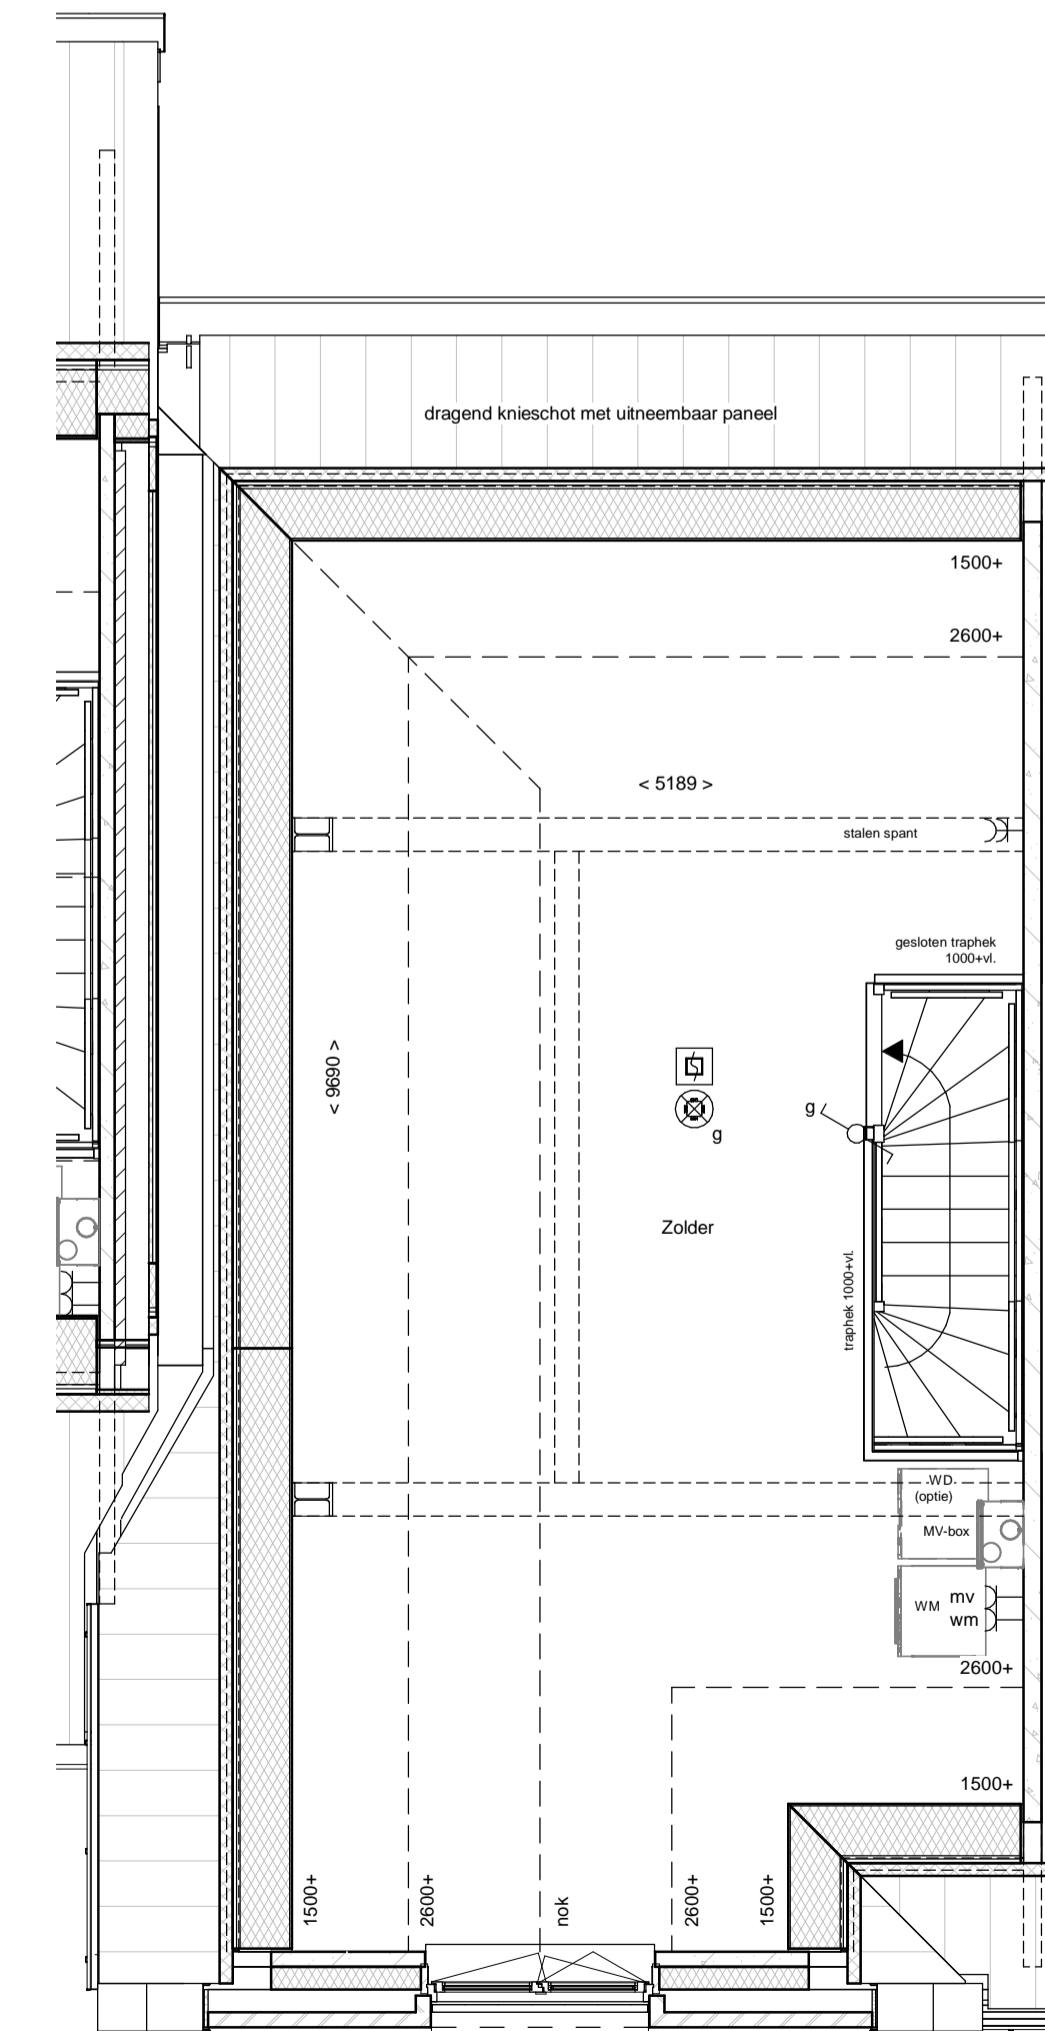 dragend knieschot met uitneembaar paneel
1500+
2600+
< 5189 >
stalen spant
gesloten traphek
1000+vl.
< 9690 >
g
g
Zolder
traphek 1000+vl.
WD
(optie)
MV-box
WM
mv
wm
2600+
1500+
1500+
2600+
nok
2600+
1500+